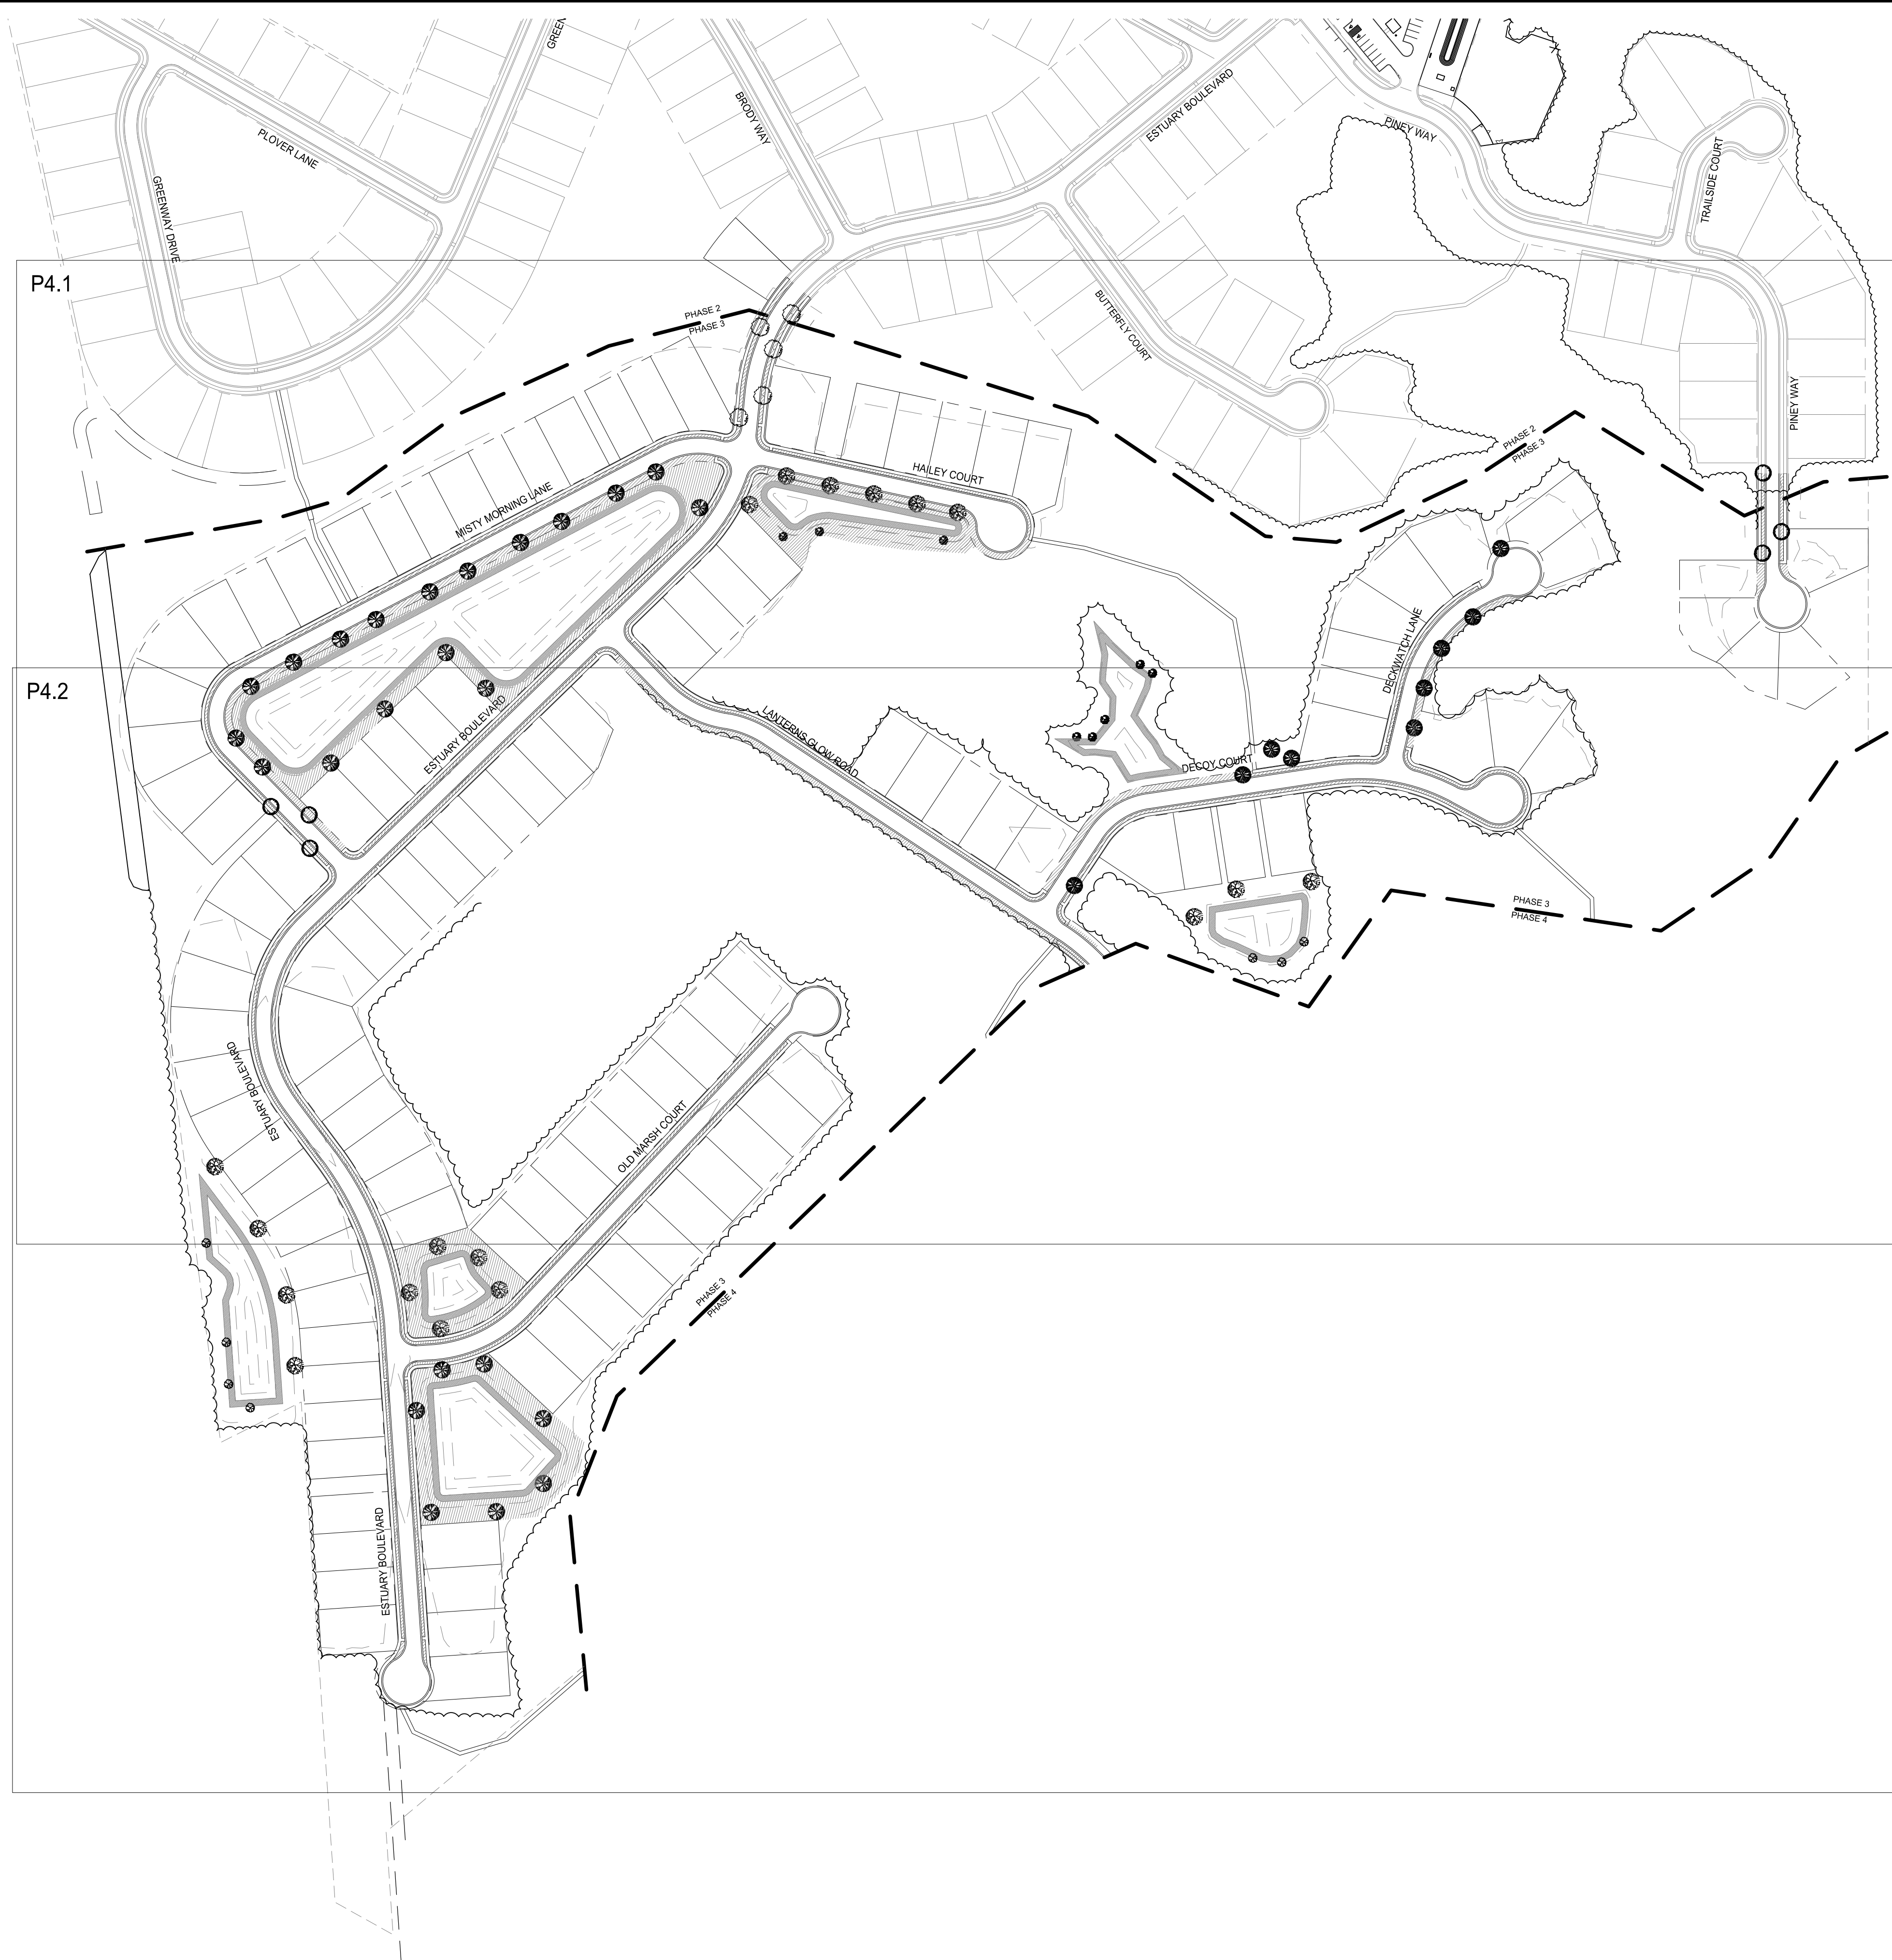 GREEN
BRODY WAY
ESTUARY BOULEVARD
PLOVER LANE
PINEY WAY
TRAILSIDE COURT
GREENWAY DRIVE
P4.1
PHASE 2
PHASE 3
BUTTERFLY COURT
PINEY WAY
PHASE 2
PHASE 3
HAILEY COURT
MISTY MORNING LANE
DECKWATCH LANE
P4.2
ESTUARY BOULEVARD
LANTERNS GLOW ROAD
DECOY COURT
PHASE 3
PHASE 4
ESTUARY BOULEVARD
OLD MARSH COURT
PHASE 3
PHASE 4
ESTUARY BOULEVARD